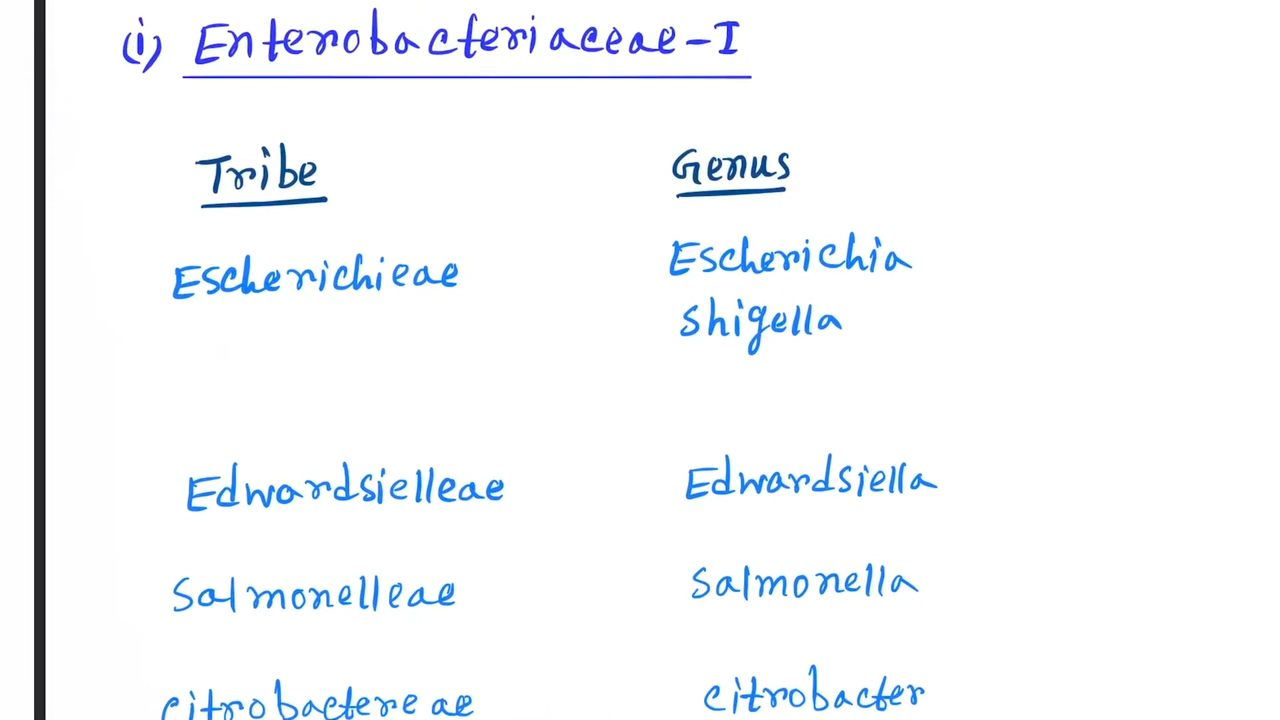 (i) Enterobacteriaceae-I
Tribe Genus
Escherichieae Escherichia
Shigella
Edwardsielleae Edwardsiella
Salmonelleae Salmonella
Citrobactereae Citrobacter